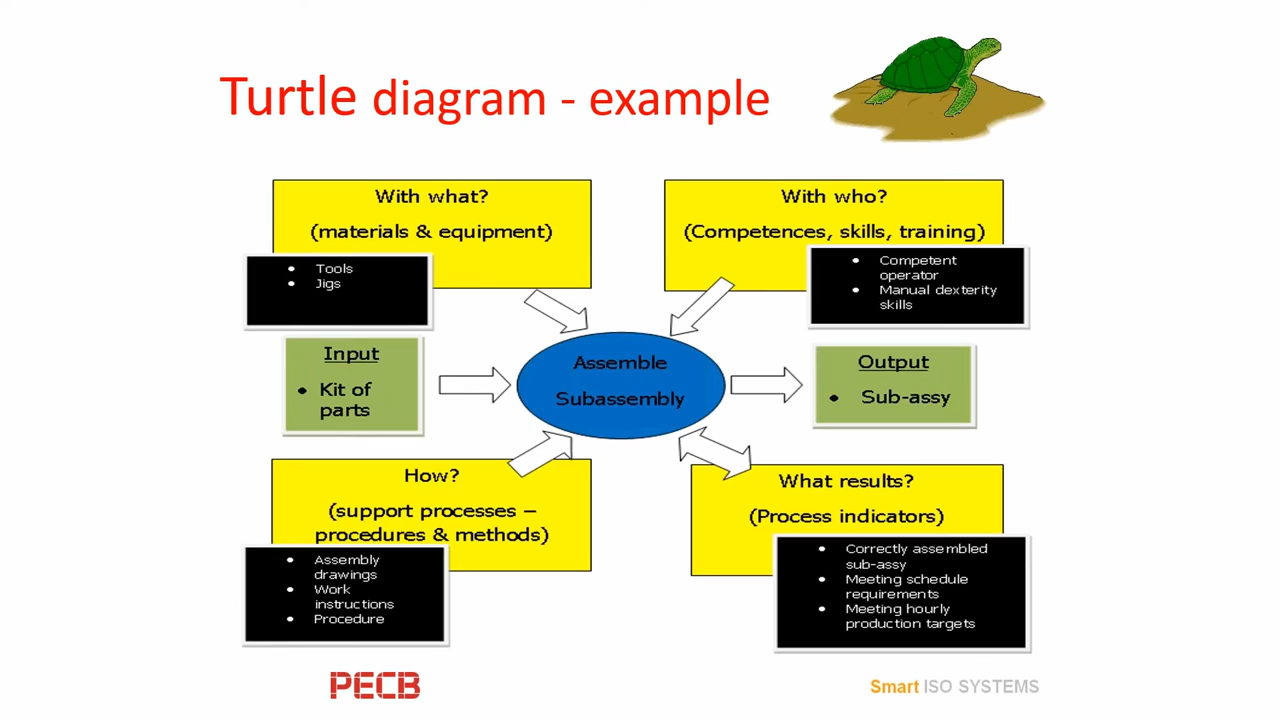 Turtle diagram - example
With what?
(materials & equipment)
• Tools
• Jigs
With who?
(Competences, skills, training)
• Competent
operator
• Manual dexterity
skills
Input
• Kit of
parts
Assemble
Subassembly
Output
• Sub-assy
How?
(support processes –
procedures & methods)
• Assembly
drawings
• Work
instructions
• Procedure
What results?
(Process indicators)
• Correctly assembled
sub-assy
• Meeting schedule
requirements
• Meeting hourly
production targets
PECB
Smart ISO SYSTEMS